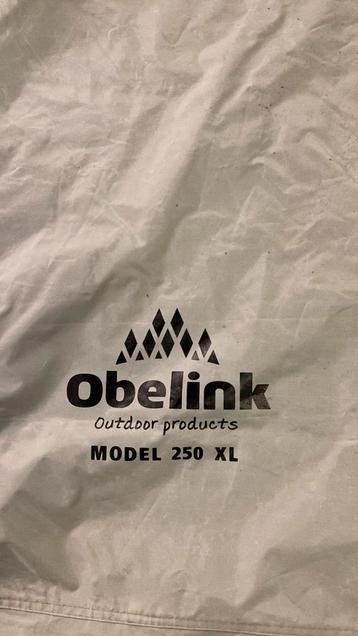 Obelink
Outdoor products
MODEL 250 XL